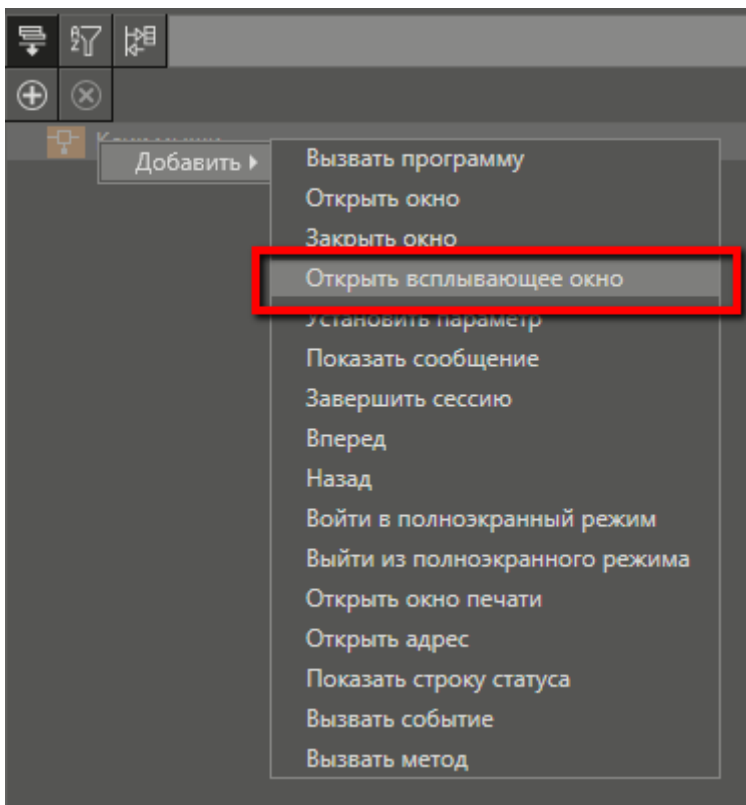 Добавить
Вызвать программу
Открыть окно
Закрыть окно
Открыть всплывающее окно
Установить параметр
Показать сообщение
Завершить сессию
Вперед
Назад
Войти в полноэкранный режим
Выйти из полноэкранного режима
Открыть окно печати
Открыть адрес
Показать строку статуса
Вызвать событие
Вызвать метод